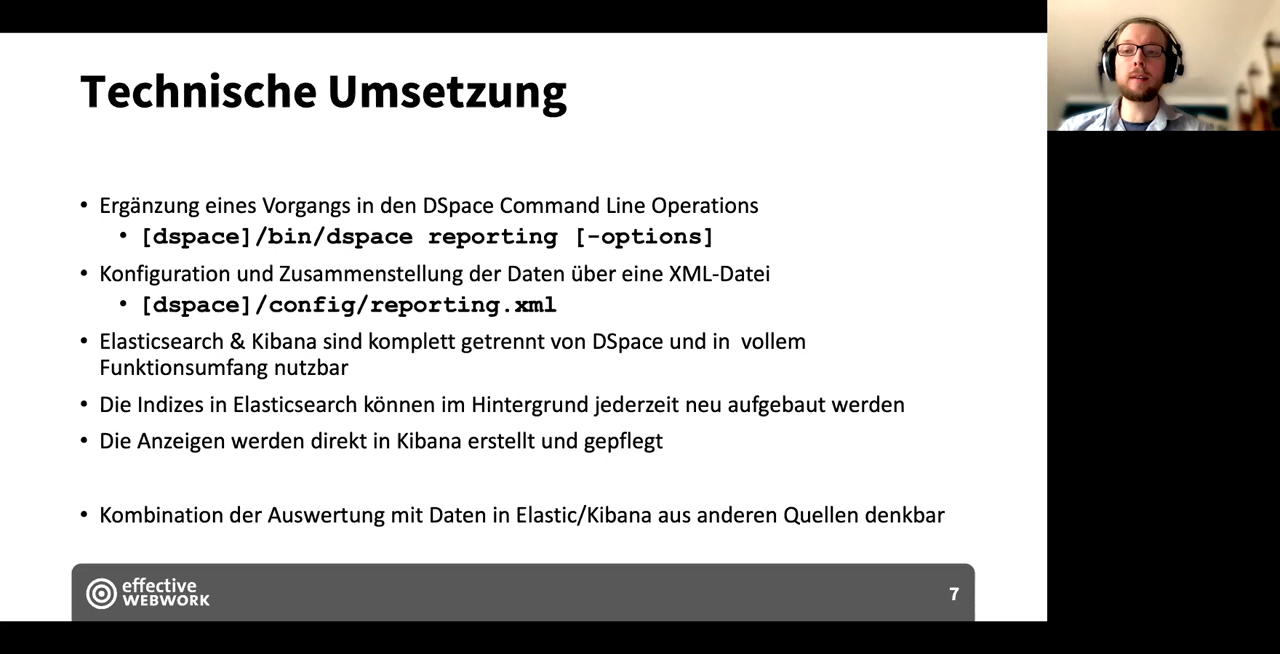 Technische Umsetzung
• Ergänzung eines Vorgangs in den DSpace Command Line Operations
• [dspace]/bin/dspace reporting [-options]
• Konfiguration und Zusammenstellung der Daten über eine XML-Datei
• [dspace]/config/reporting.xml
• Elasticsearch & Kibana sind komplett getrennt von DSpace und in vollem
Funktionsumfang nutzbar
• Die Indizes in Elasticsearch können im Hintergrund jederzeit neu aufgebaut werden
• Die Anzeigen werden direkt in Kibana erstellt und gepflegt
• Kombination der Auswertung mit Daten in Elastic/Kibana aus anderen Quellen denkbar
effective
WEBWORK
7